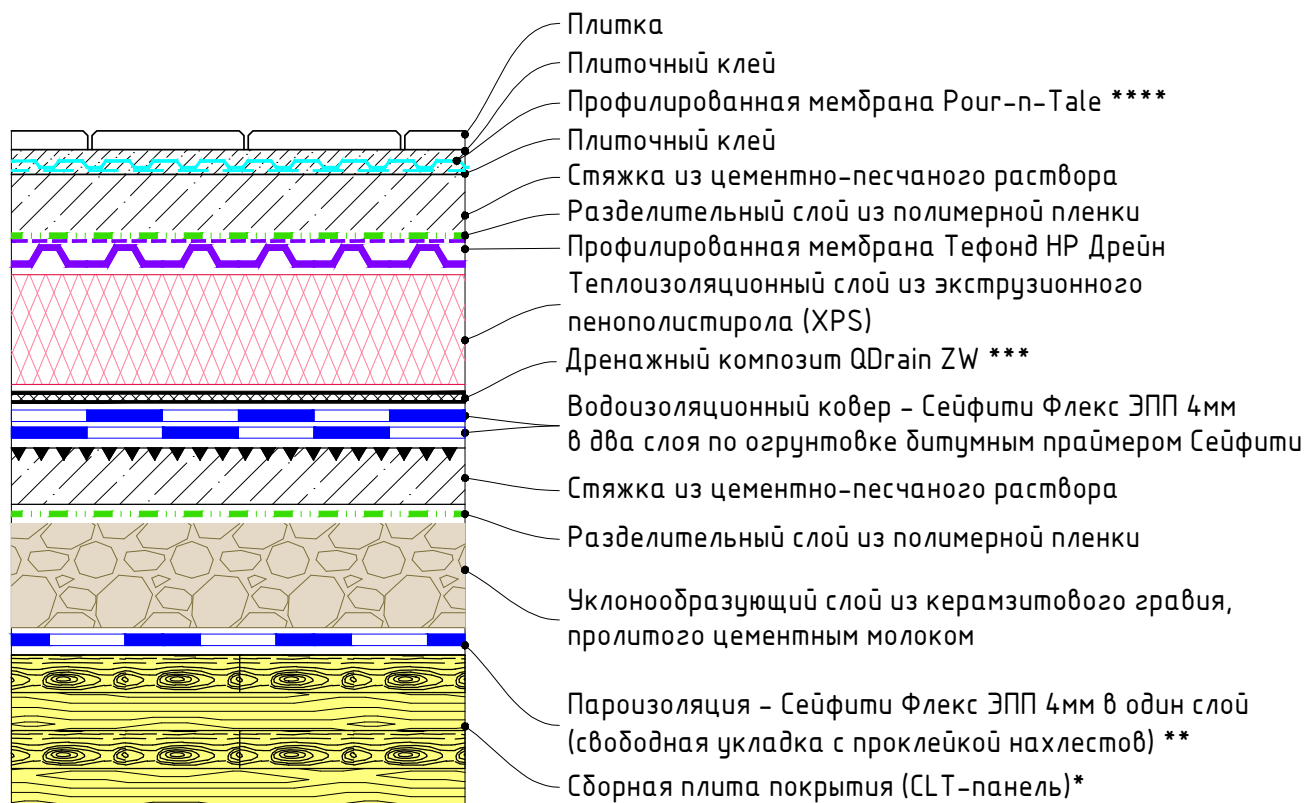 Плитка
Плиточный клей
Профилированная мембрана Pour-n-Tale ****
Плиточный клей
Стяжка из цементно-песчаного раствора
Разделительный слой из полимерной пленки
Профилированная мембрана Тефонд НР Дрейн
Теплоизоляционный слой из экструзионного
пенополистирола (XPS)
Дренажный композит QDrain ZW ***
Водоизоляционный ковер - Сейфити Флекс ЭПП 4мм
в два слоя по огрунтовке битумным праймером Сейфити
Стяжка из цементно-песчаного раствора
Разделительный слой из полимерной пленки
Уклонообразующий слой из керамзитового гравия,
пролитого цементным молоком
Пароизоляция - Сейфити Флекс ЭПП 4мм в один слой
(свободная укладка с проклейкой нахлестов) **
Сборная плита покрытия (CLT-панель)*